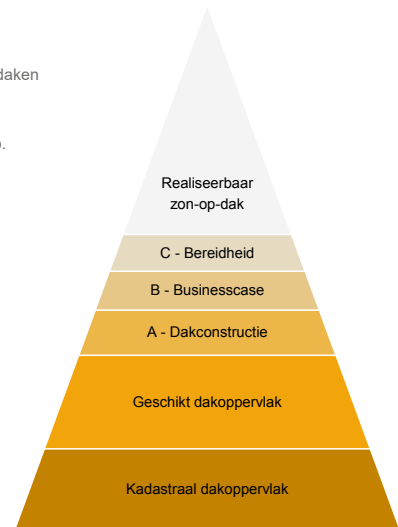 daken
.
Realiseerbaar
zon-op-dak
C - Bereidheid
B - Businesscase
A - Dakconstructie
Geschikt dakoppervlak
Kadastraal dakoppervlak